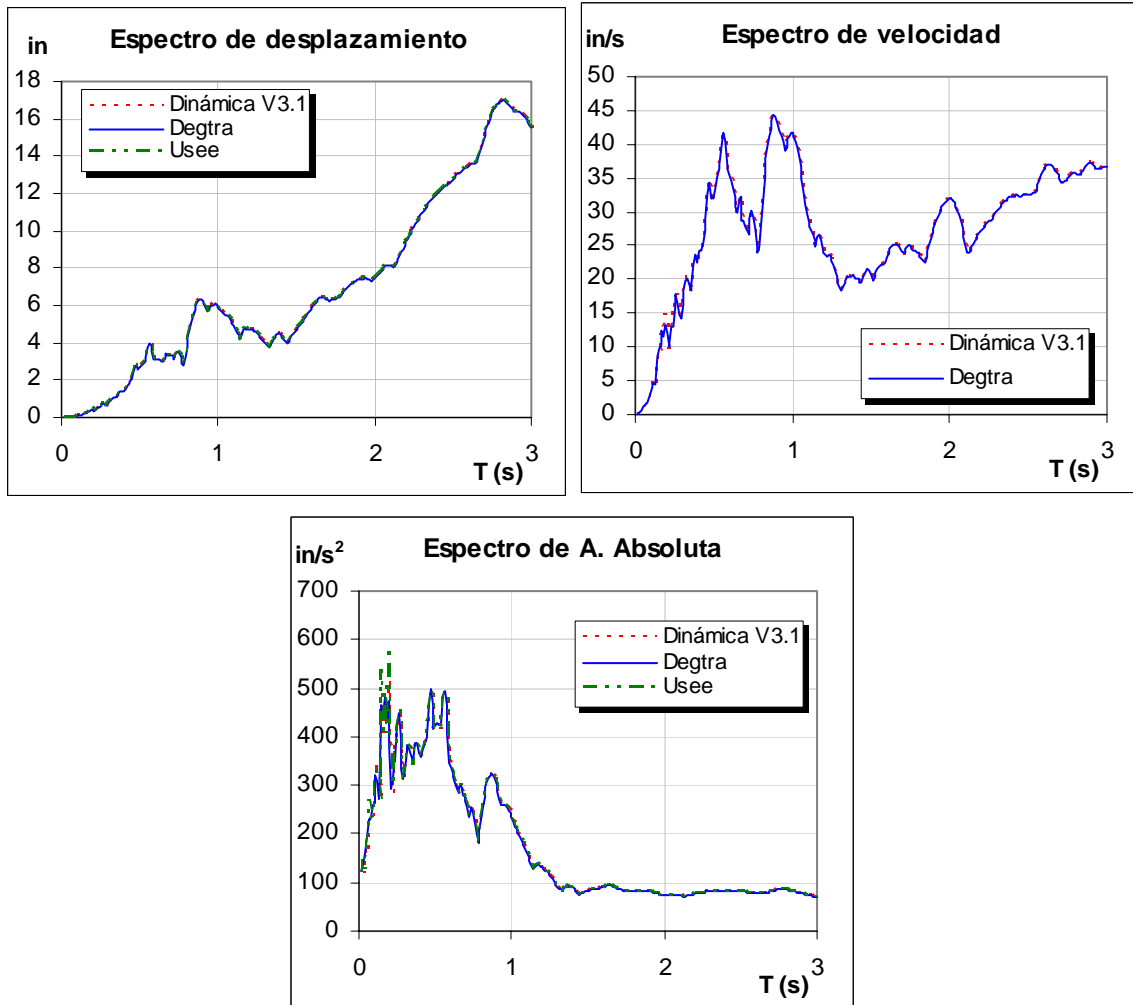 Espectro de desplazamiento
in
18
16
14
12
10
8
6
4
2
0
Dinámica V3.1
Degtra
Usee
0 1 2 3
T (s)
Espectro de velocidad
in/s
50
45
40
35
30
25
20
15
10
5
0
Dinámica V3.1
Degtra
0 1 2 3
T (s)
Espectro de A. Absoluta
in/s²
700
600
500
400
300
200
100
0
Dinámica V3.1
Degtra
Usee
0 1 2 3
T (s)